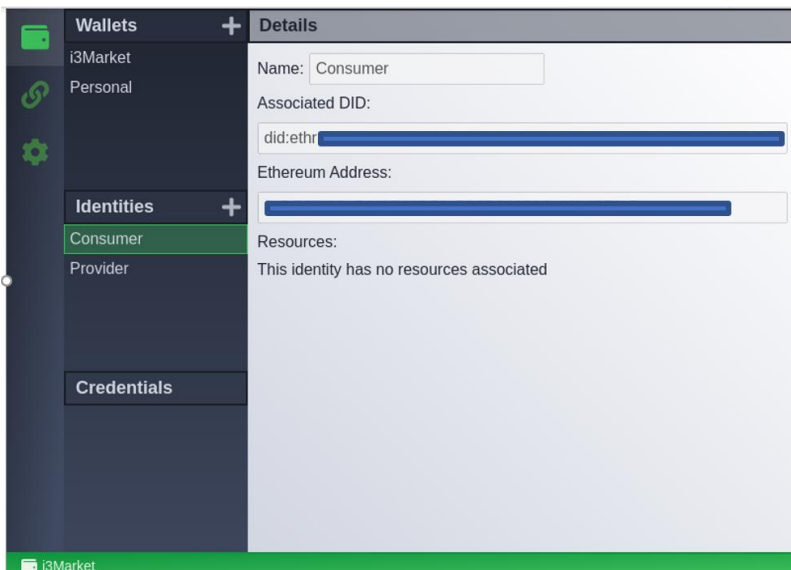 Wallets
i3Market
Personal
Identities
Consumer
Provider
Credentials
Details
Name: Consumer
Associated DID:
did:ethr
Ethereum Address:
Resources:
This identity has no resources associated
i3Market